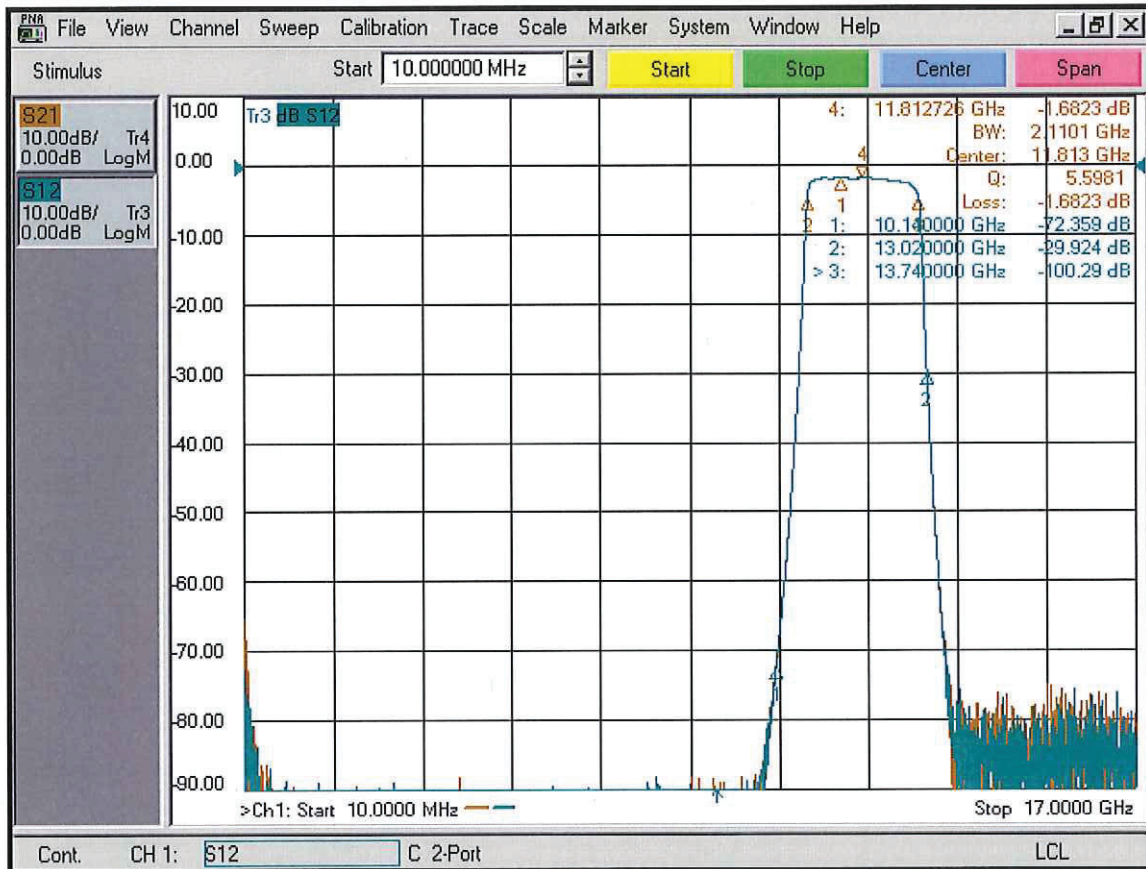 PNA File View Channel Sweep Calibration Trace Scale Marker System Window Help
Stimulus Start 10.000000 MHz Start Stop Center Span
S21
10.00dB/ Tr4
0.00dB LogM
S12
10.00dB/ Tr3
0.00dB LogM
Tr3 dB S12
10.00
0.00
-10.00
-20.00
-30.00
-40.00
-50.00
-60.00
-70.00
-80.00
-90.00
4: 11.812726 GHz -1.6823 dB
BW: 2.1101 GHz
Center: 11.813 GHz
Q: 5.5981
Loss: -1.6823 dB
1: 10.140000 GHz -72.359 dB
2: 13.020000 GHz -29.924 dB
> 3: 13.740000 GHz -100.29 dB
4
1
2
2
1
>Ch1: Start 10.0000 MHz
Stop 17.0000 GHz
Cont. CH 1: S12 C 2-Port LCL